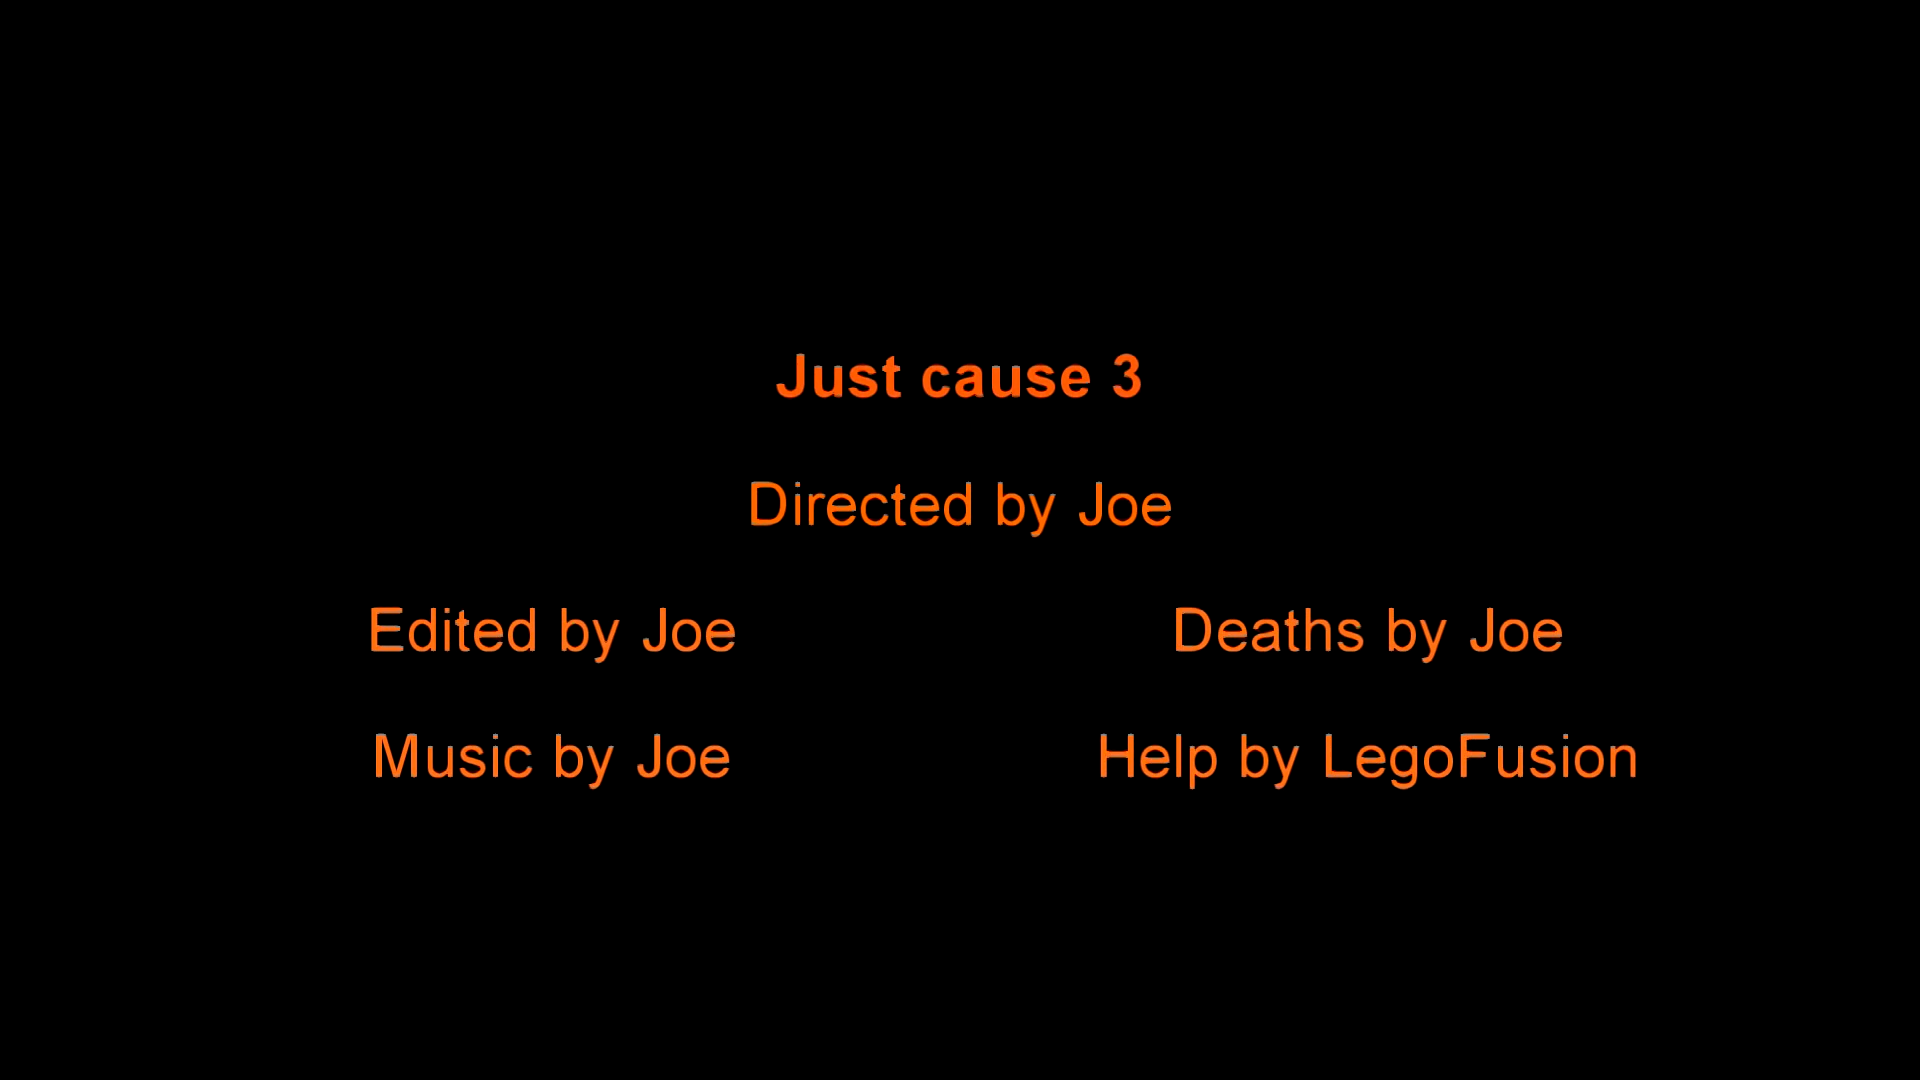 Just cause 3
Directed by Joe
Edited by Joe
Deaths by Joe
Music by Joe
Help by LegoFusion